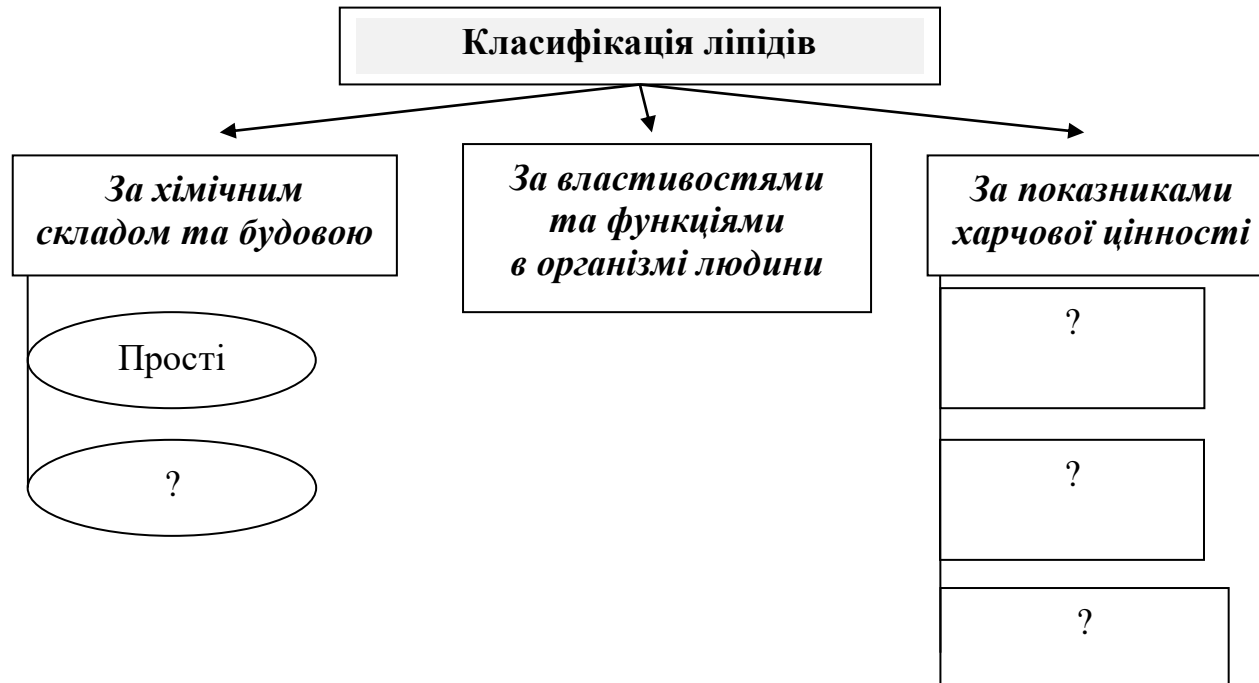 Класифікація ліпідів
За хімічним
складом та будовою
За властивостями
та функціями
в організмі людини
За показниками
харчової цінності
Прості
?
?
?
?